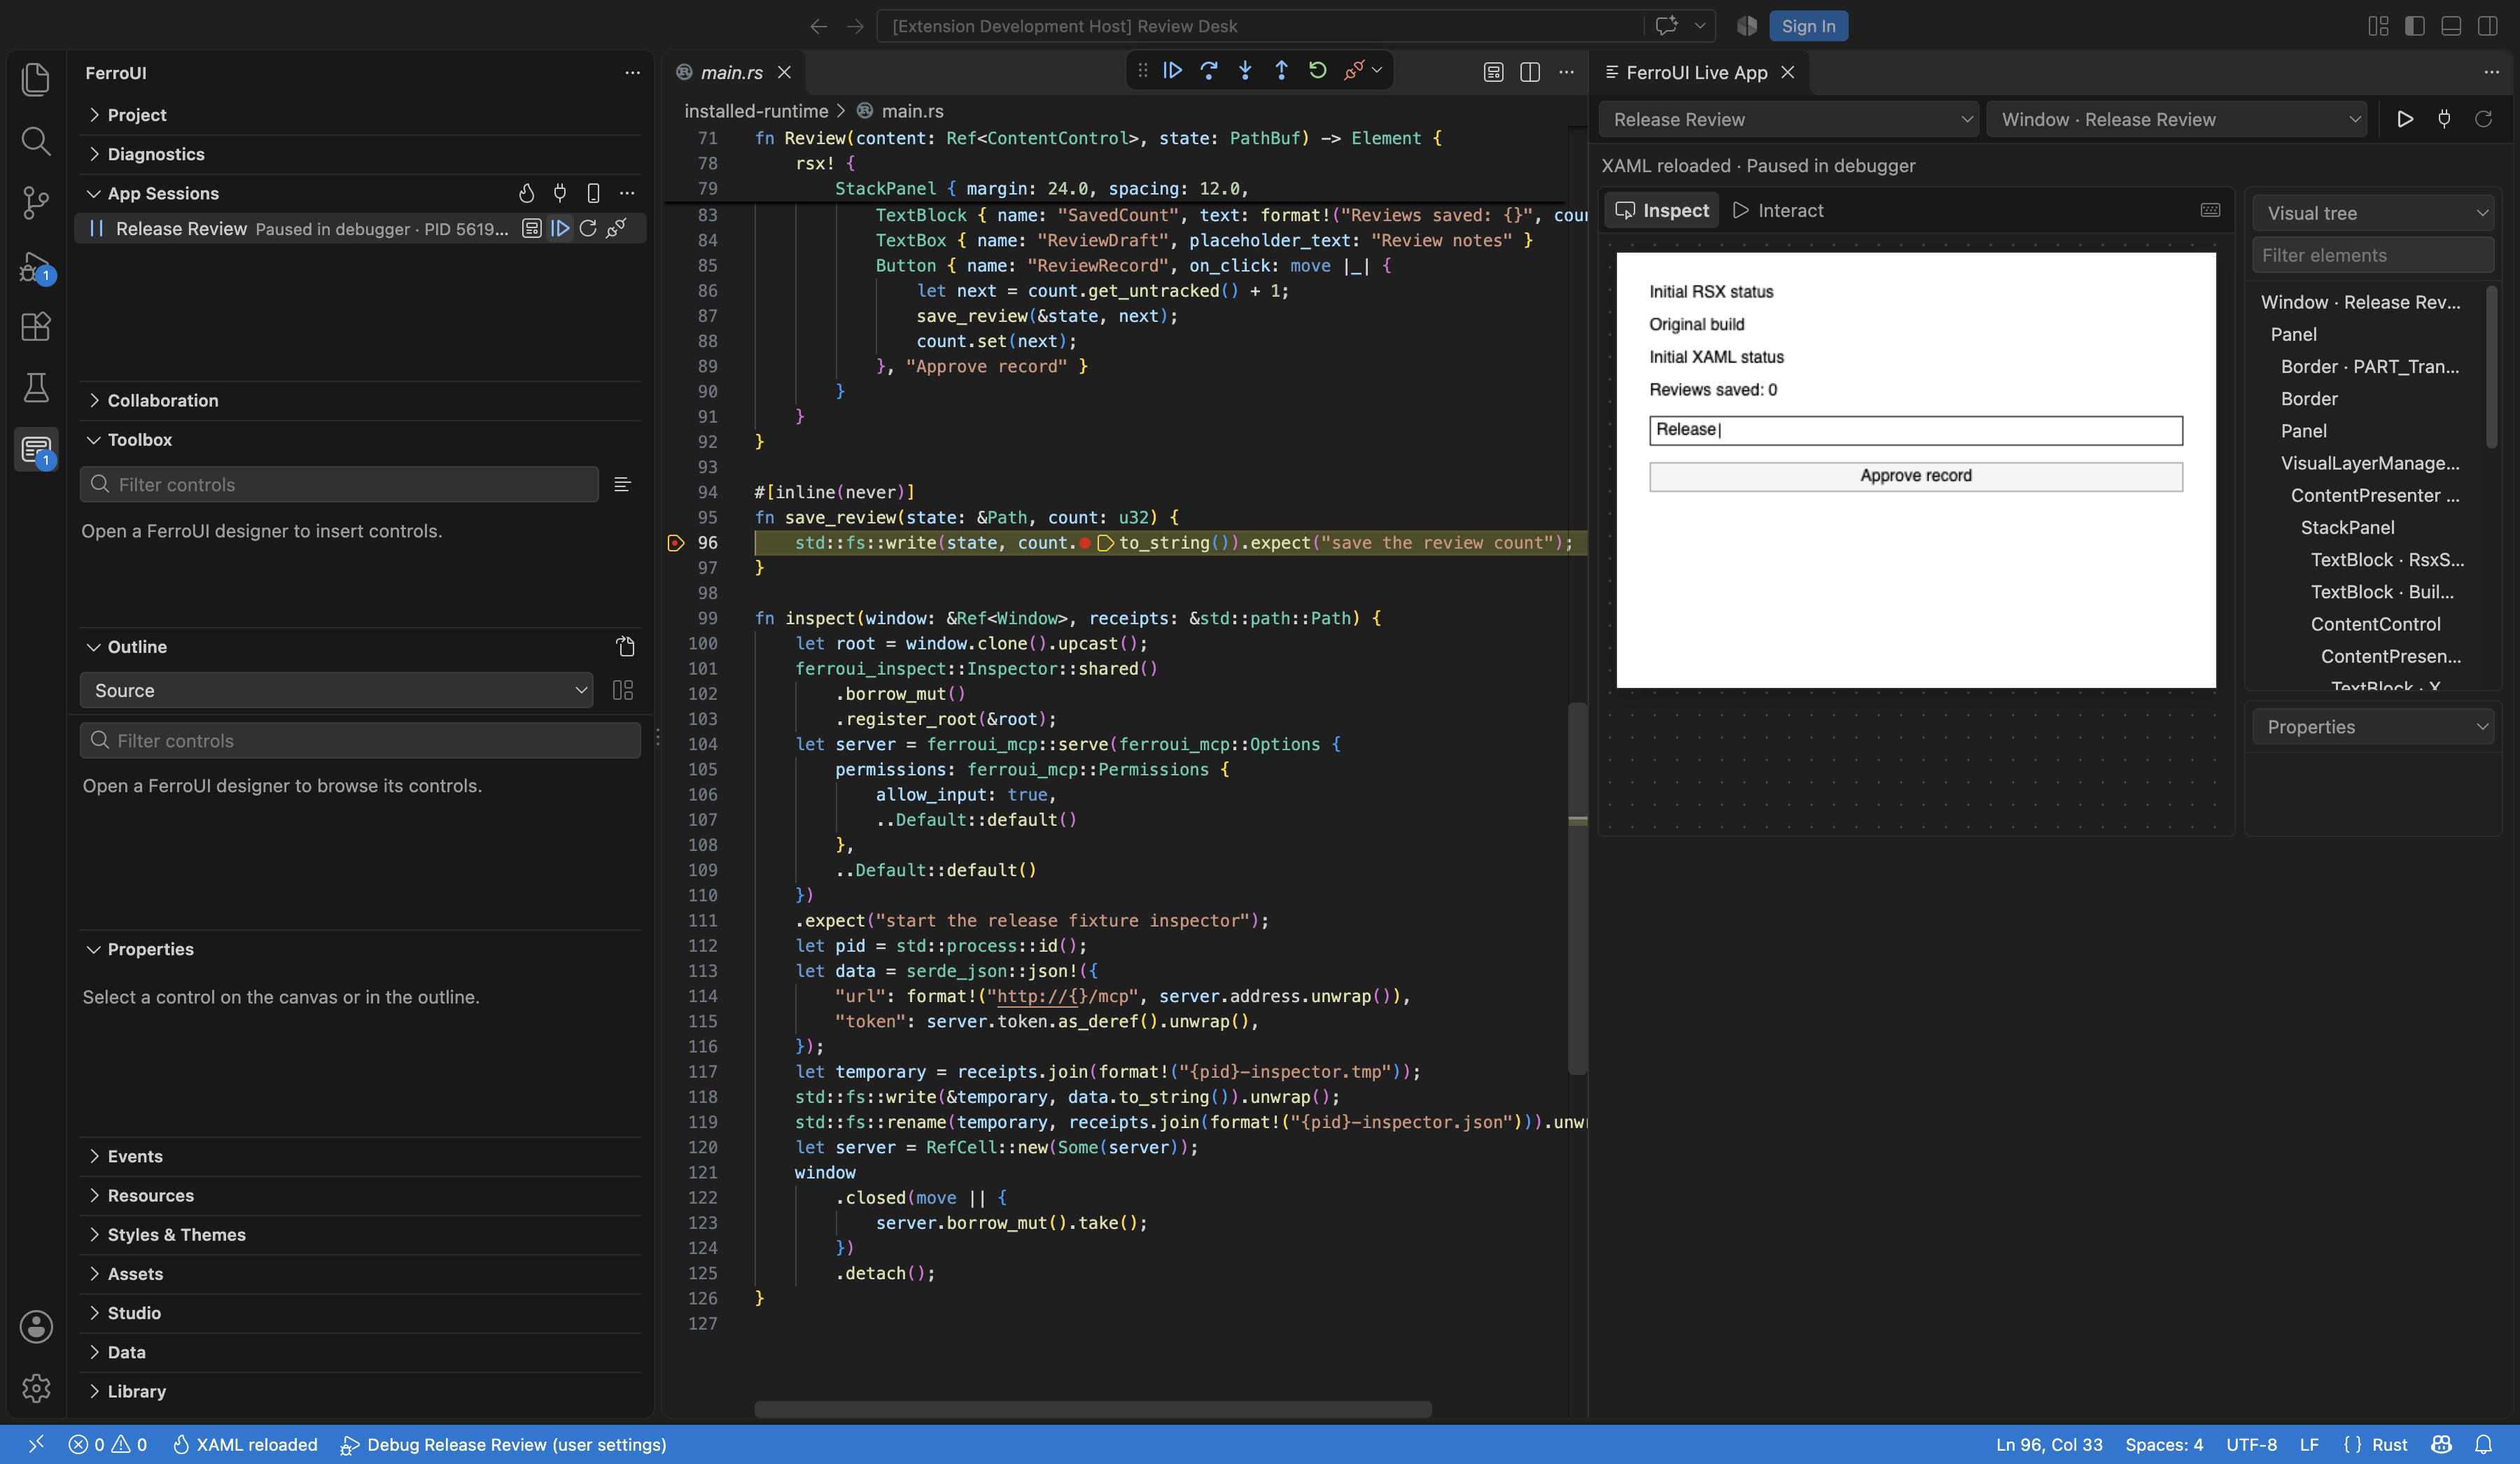 [Extension Development Host] Review Desk
Sign In
FerroUI
Project
Diagnostics
App Sessions
Release Review Paused in debugger · PID 5619...
1
1
Collaboration
Toolbox
Filter controls
Open a FerroUI designer to insert controls.
Outline
Source
Filter controls
Open a FerroUI designer to browse its controls.
Properties
Select a control on the canvas or in the outline.
Events
Resources
Styles & Themes
Assets
Studio
Data
Library
main.rs
installed-runtime > main.rs
71 fn Review(content: Ref<ContentControl>, state: PathBuf) -> Element {
78 rsx! {
79 StackPanel { margin: 24.0, spacing: 12.0,
83 TextBlock { name: "SavedCount", text: format!("Reviews saved: {}", cou
84 TextBox { name: "ReviewDraft", placeholder_text: "Review notes" }
85 Button { name: "ReviewRecord", on_click: move |_| {
86 let next = count.get_untracked() + 1;
87 save_review(&state, next);
88 count.set(next);
89 }, "Approve record" }
90 }
91 }
92 }
93
94 #[inline(never)]
95 fn save_review(state: &Path, count: u32) {
96 std::fs::write(state, count.to_string()).expect("save the review count");
97 }
98
99 fn inspect(window: &Ref<Window>, receipts: &std::path::Path) {
100 let root = window.clone().upcast();
101 ferroui_inspect::Inspector::shared()
102 .borrow_mut()
103 .register_root(&root);
104 let server = ferroui_mcp::serve(ferroui_mcp::Options {
105 permissions: ferroui_mcp::Permissions {
106 allow_input: true,
107 ..Default::default()
108 },
109 ..Default::default()
110 })
111 .expect("start the release fixture inspector");
112 let pid = std::process::id();
113 let data = serde_json::json!({
114 "url": format!("http://{}/mcp", server.address.unwrap()),
115 "token": server.token.as_deref().unwrap(),
116 });
117 let temporary = receipts.join(format!("{pid}-inspector.tmp"));
118 std::fs::write(&temporary, data.to_string()).unwrap();
119 std::fs::rename(temporary, receipts.join(format!("{pid}-inspector.json"))).unw
120 let server = RefCell::new(Some(server));
121 window
122 .closed(move || {
123 server.borrow_mut().take();
124 })
125 .detach();
126 }
127
FerroUI Live App
Release Review
Window · Release Review
XAML reloaded · Paused in debugger
Inspect
Interact
Initial RSX status
Original build
Initial XAML status
Reviews saved: 0
Release
Approve record
Visual tree
Filter elements
Window · Release Rev...
Panel
Border · PART_Tran...
Border
Panel
VisualLayerManage...
ContentPresenter ...
StackPanel
TextBlock · RsxS...
TextBlock · Buil...
ContentControl
ContentPresen...
TextBlock · X
Properties
0 0
XAML reloaded
Debug Release Review (user settings)
Ln 96, Col 33
Spaces: 4
UTF-8
LF
{ } Rust